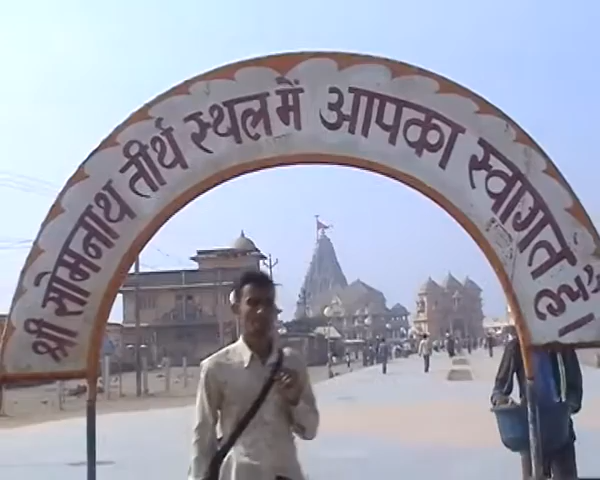 श्री सोमनाथ तीर्थ स्थल में आपका स्वागत है